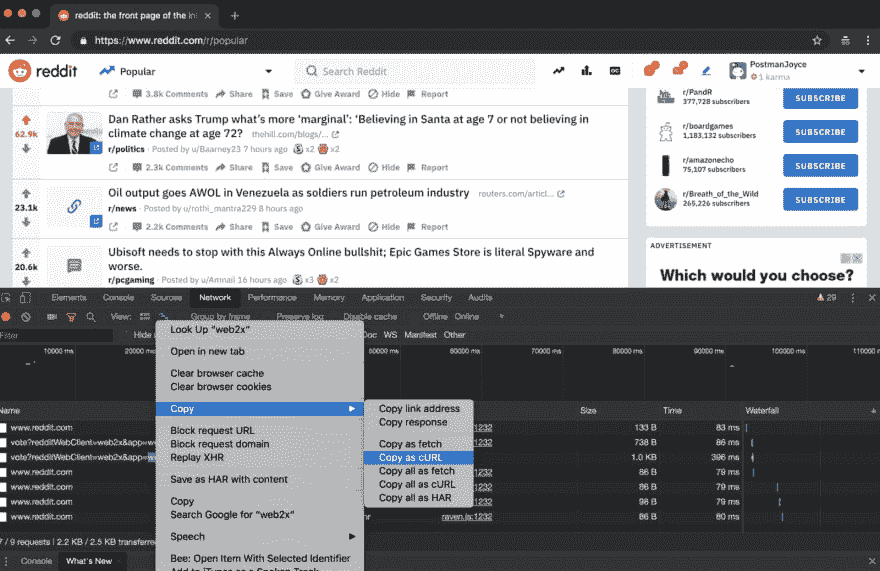 reddit: the front page of the in
https://www.reddit.com/r/popular
reddit
Popular
Search Reddit
PostmanJoyce
1 karma
3.8k Comments Share Save Give Award Hide Report
62.9k
Dan Rather asks Trump what's more 'marginal': 'Believing in Santa at age 7 or not believing in
climate change at age 72? thehill.com/blogs/...
r/politics · Posted by u/Baarney23 7 hours ago x2 x2
2.3k Comments Share Save Give Award Hide Report
23.1k
Oil output goes AWOL in Venezuela as soldiers run petroleum industry reuters.com/articl...
r/news · Posted by u/rothi_mantra229 8 hours ago
2.2k Comments Share Save Give Award Hide Report
20.6k
Ubisoft needs to stop with this Always Online bullshit; Epic Games Store is literal Spyware and
worse.
r/pcgaming · Posted by u/Armnail 16 hours ago x3 x2
r/PandR
377,728 subscribers
SUBSCRIBE
r/boardgames
1,183,132 subscribers
SUBSCRIBE
r/amazonecho
75,107 subscribers
SUBSCRIBE
r/Breath_of_the_Wild
265,226 subscribers
SUBSCRIBE
ADVERTISEMENT
Which would you choose?
Elements Console Sources Network Performance Memory Application Security Audits 29
View: Group by frame Preserve log Disable cache Offline Online
Filter Hide Doc WS Manifest Other
10000 ms 20000 50000 ms 60000 ms 70000 ms 80000 ms 90000 ms 100000 ms 110000 m
Name Size Time Waterfall
www.reddit.com 1232 133 B 83 ms
vote?redditWebClient=web2x&app=we 1232 738 B 86 ms
vote?redditWebClient=web2x&app=we 1.0 KB 396 ms
www.reddit.com 86 B 79 ms
www.reddit.com 1232 86 B
www.reddit.com 98 B 79 ms
www.reddit.com raven.js:1232 86 B 80 ms
7 / 9 requests | 2.2 KB / 2.5 KB transferre
Console What's New
Look Up "web2x"
Open in new tab
Clear browser cache
Clear browser cookies
Copy
Block request URL
Block request domain
Replay XHR
Save as HAR with content
Copy
Search Google for "web2x"
Speech
Bee: Open Item With Selected Identifier
Add to iTunes as a Spoken Track
Copy link address
Copy response
Copy as fetch
Copy as cURL
Copy all as fetch
Copy all as cURL
Copy all as HAR